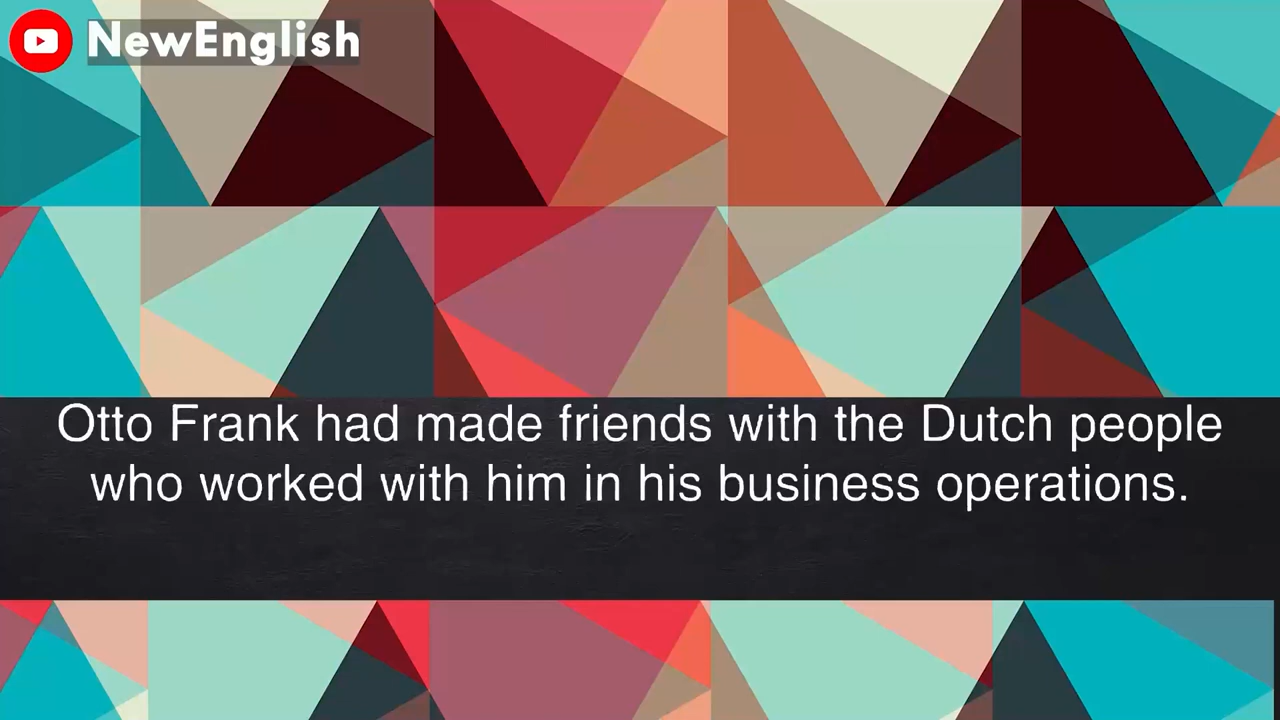 NewEnglish
Otto Frank had made friends with the Dutch people
who worked with him in his business operations.